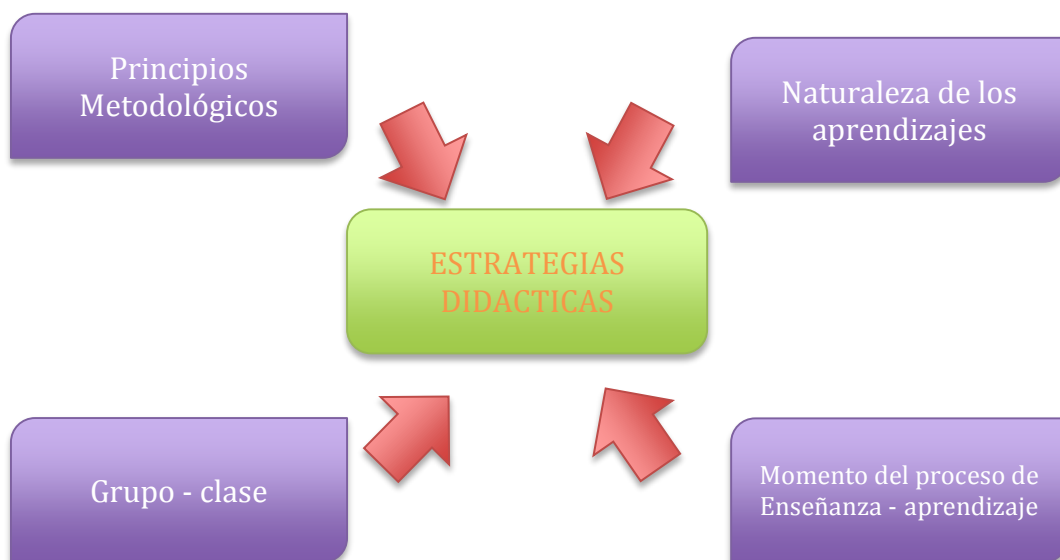 Principios
Metodológicos
Naturaleza de los
aprendizajes
ESTRATEGIAS
DIDACTICAS
Grupo - clase
Momento del proceso de
Enseñanza - aprendizaje